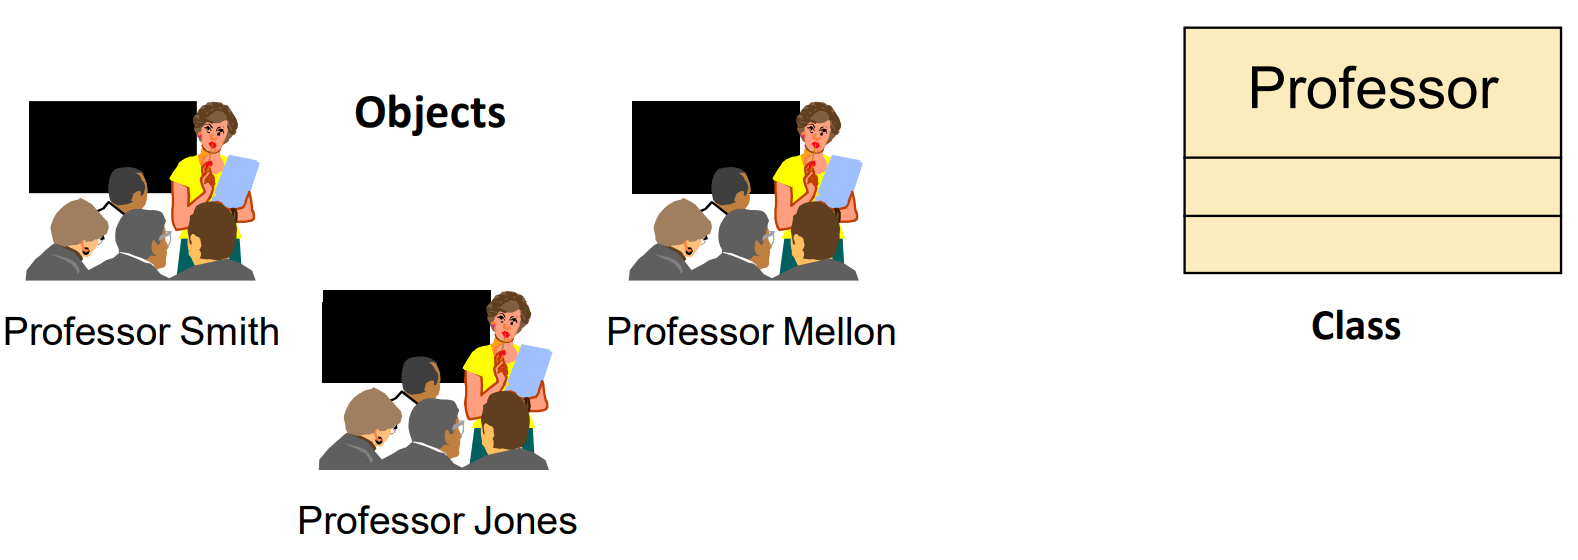 Objects
Professor
Professor Smith
Professor Mellon
Class
Professor Jones